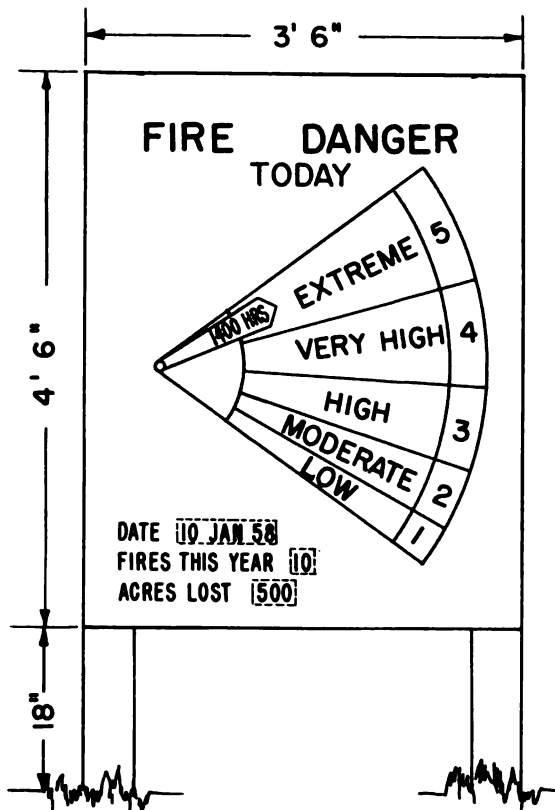 3' 6"
FIRE DANGER
TODAY
5
EXTREME
1400 HRS
4
VERY HIGH
4' 6"
HIGH
3
MODERATE
2
LOW
1
DATE 10 JAN 58
FIRES THIS YEAR 10
ACRES LOST 500
18"